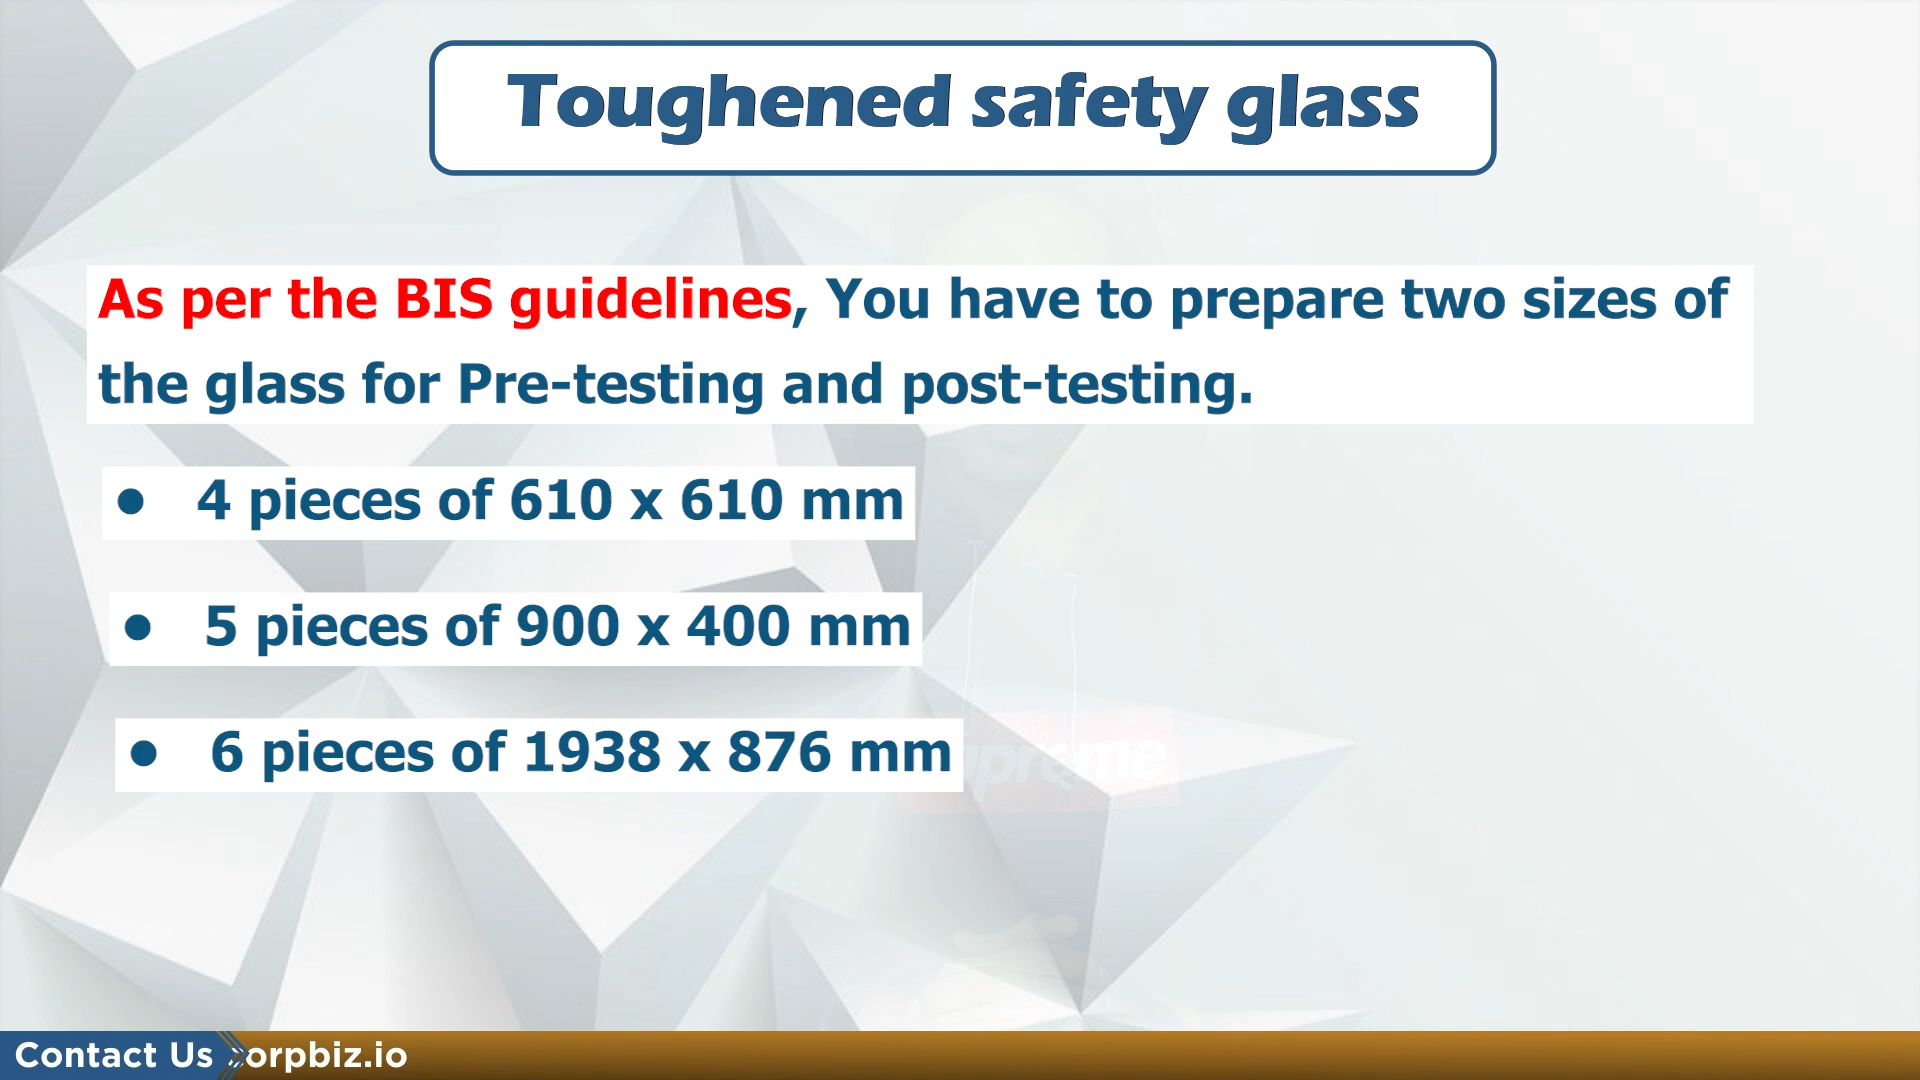 Toughened safety glass
As per the BIS guidelines, You have to prepare two sizes of
the glass for Pre-testing and post-testing.
● 4 pieces of 610 x 610 mm
● 5 pieces of 900 x 400 mm
● 6 pieces of 1938 x 876 mm
Contact Us orpbiz.io